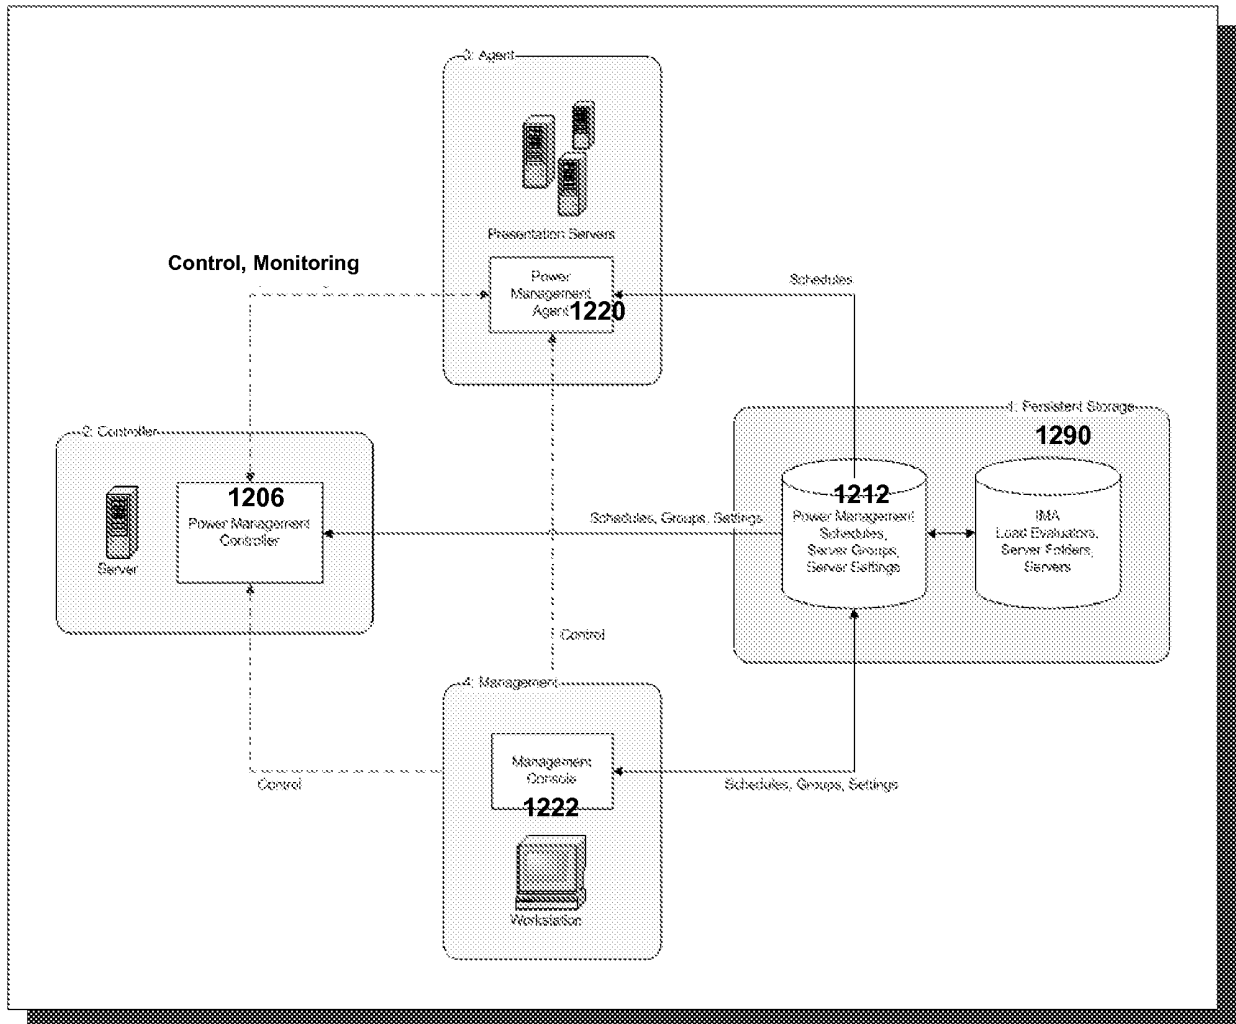 3: Agent
Presentation Servers
Control, Monitoring
Power
Management
Agent
1220
Schedules
1: Persistent Storage
1290
2: Controller
1206
Power Management
Controller
Server
Schedules, Groups, Settings
1212
Power Management
Schedules,
Server Groups,
Server Settings
IMA
Load Evaluators,
Server Folders,
Servers
Control
4: Management
Management
Console
1222
Control
Schedules, Groups, Settings
Workstation